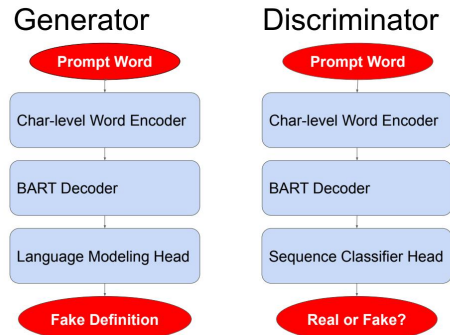 Generator
Prompt Word
Char-level Word Encoder
BART Decoder
Language Modeling Head
Fake Definition
Discriminator
Prompt Word
Char-level Word Encoder
BART Decoder
Sequence Classifier Head
Real or Fake?